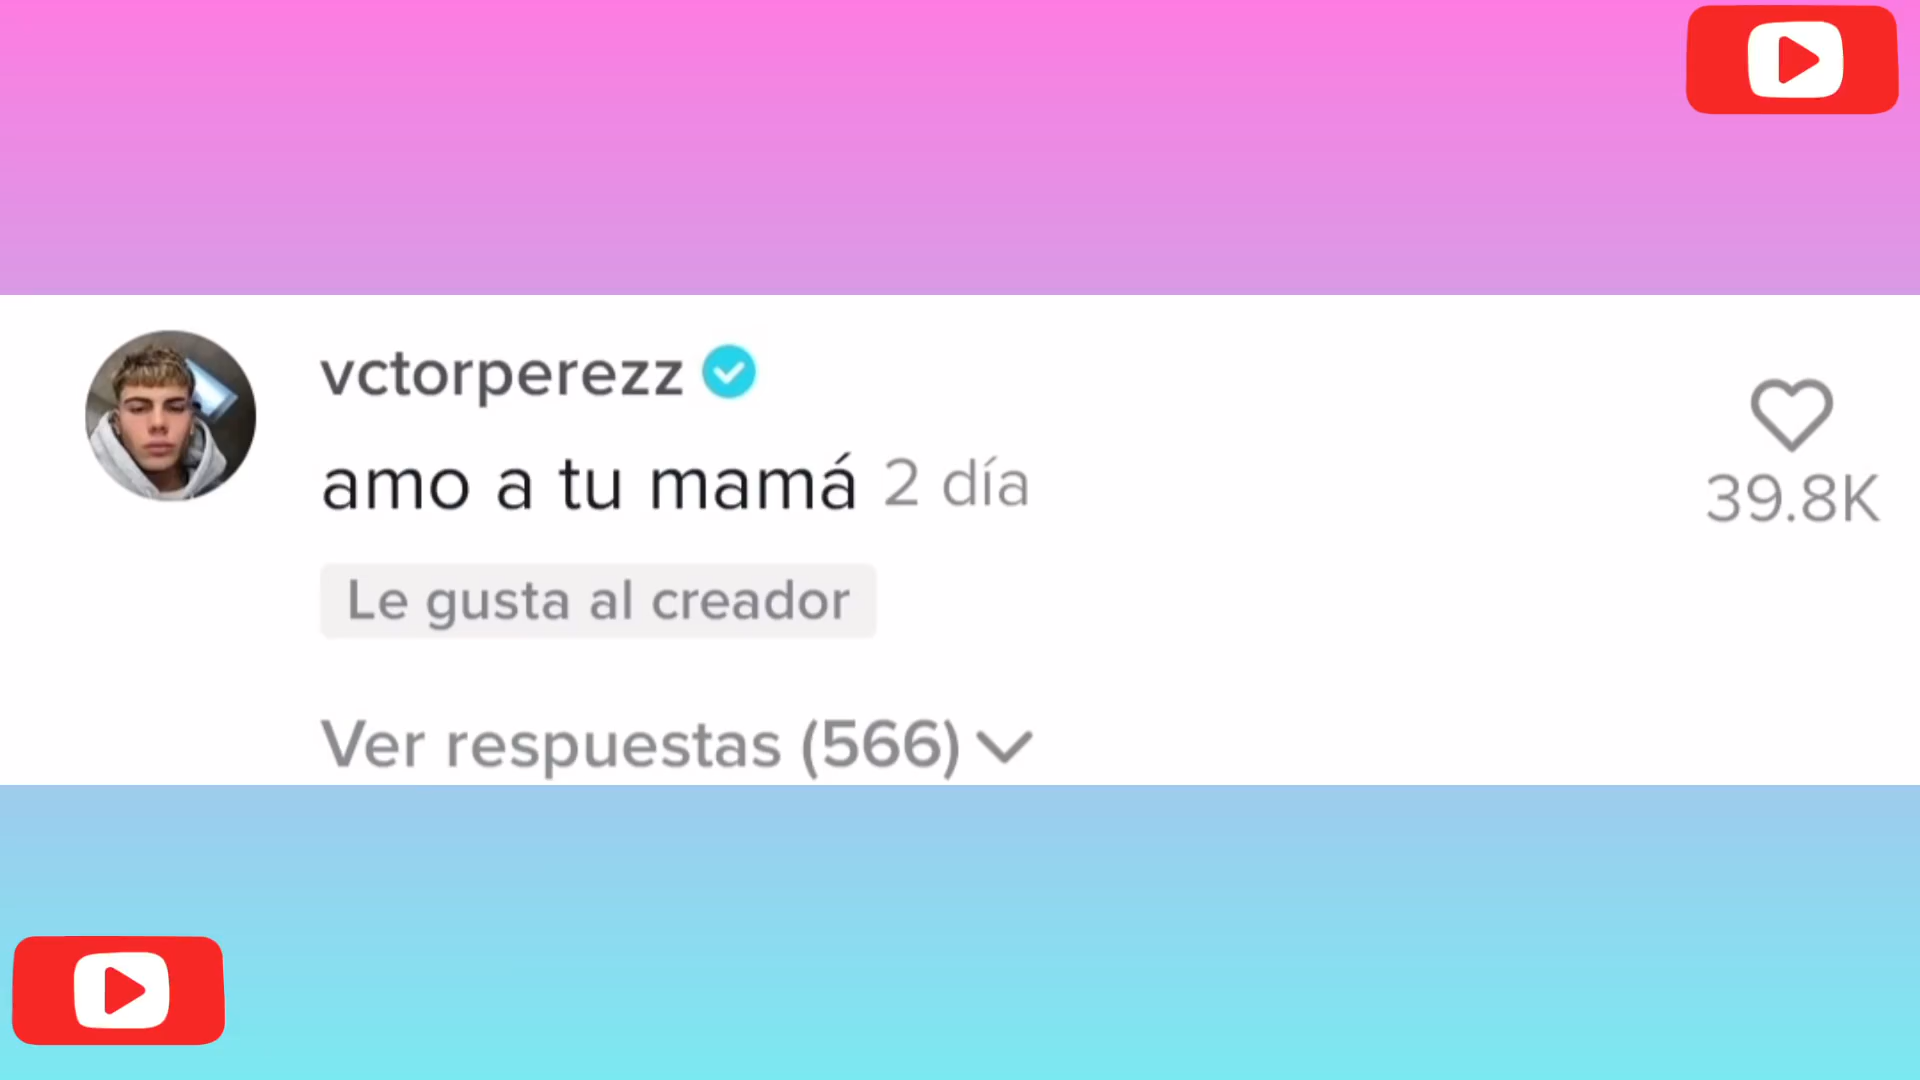 vctorperezz
amo a tu mamá 2 día
39.8K
Le gusta al creador
Ver respuestas (566)